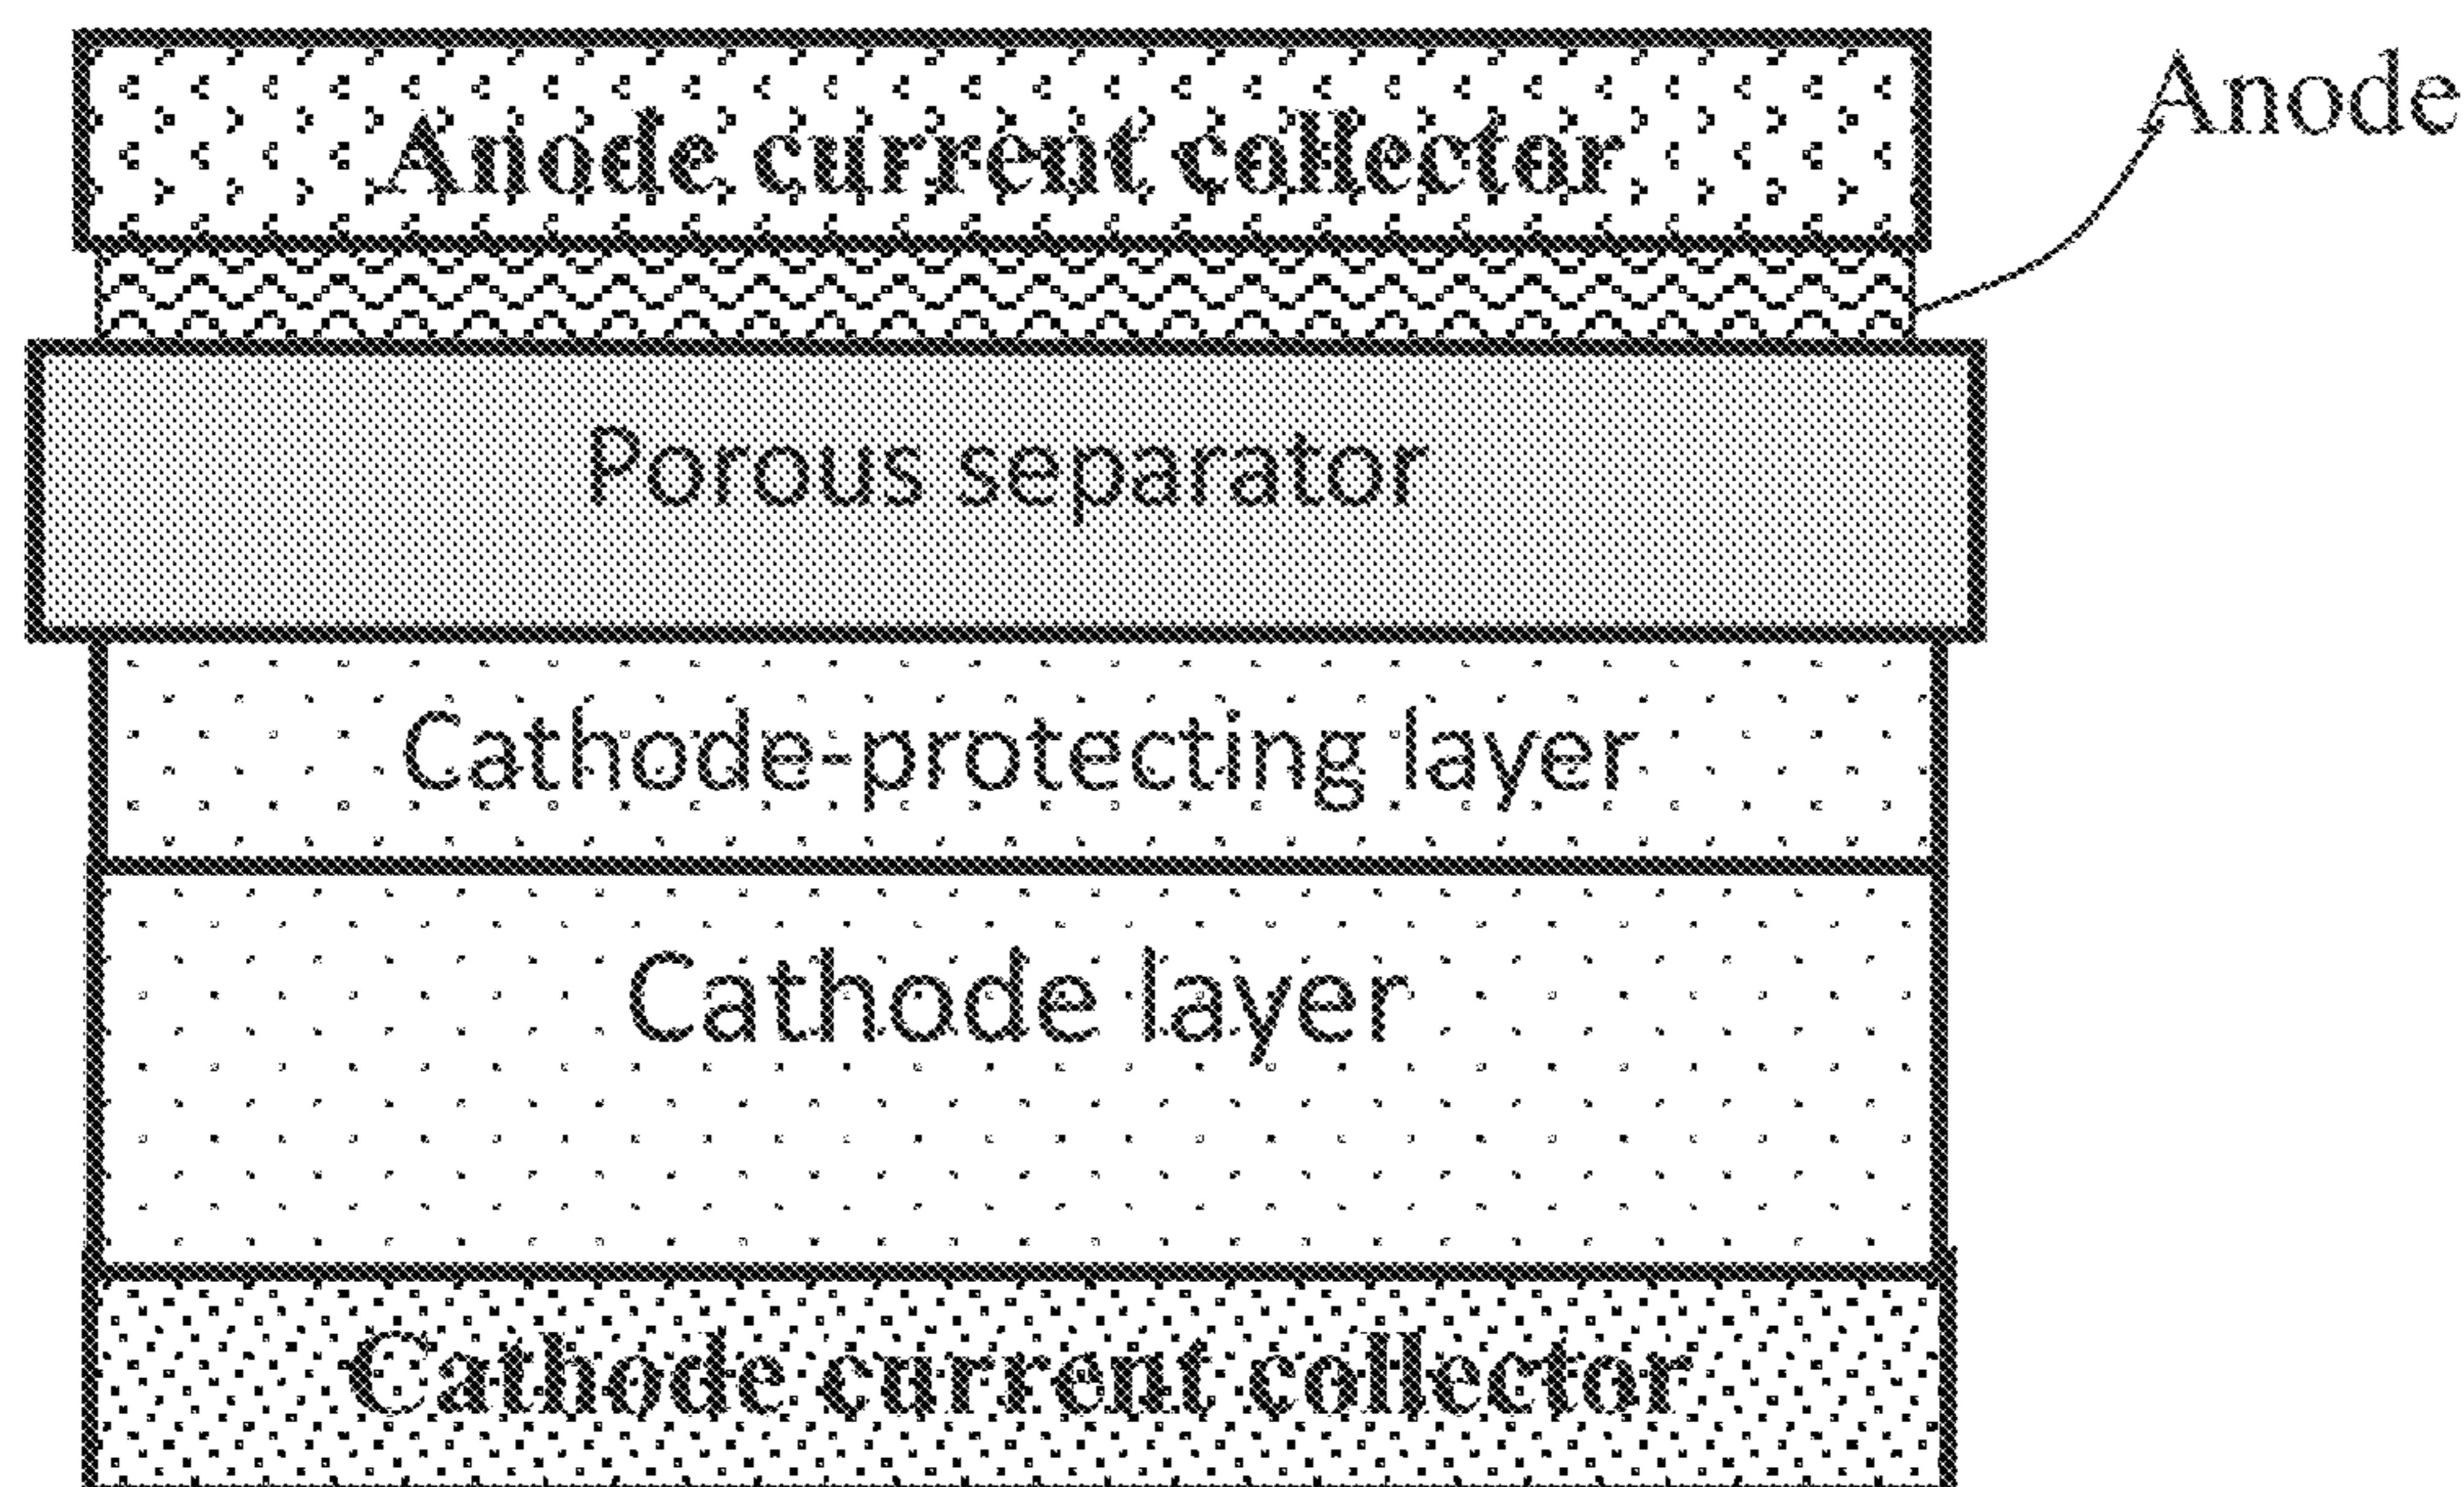 Anode
Anode current collector
Porous separator
Cathode-protecting layer
Cathode layer
Cathode current collector